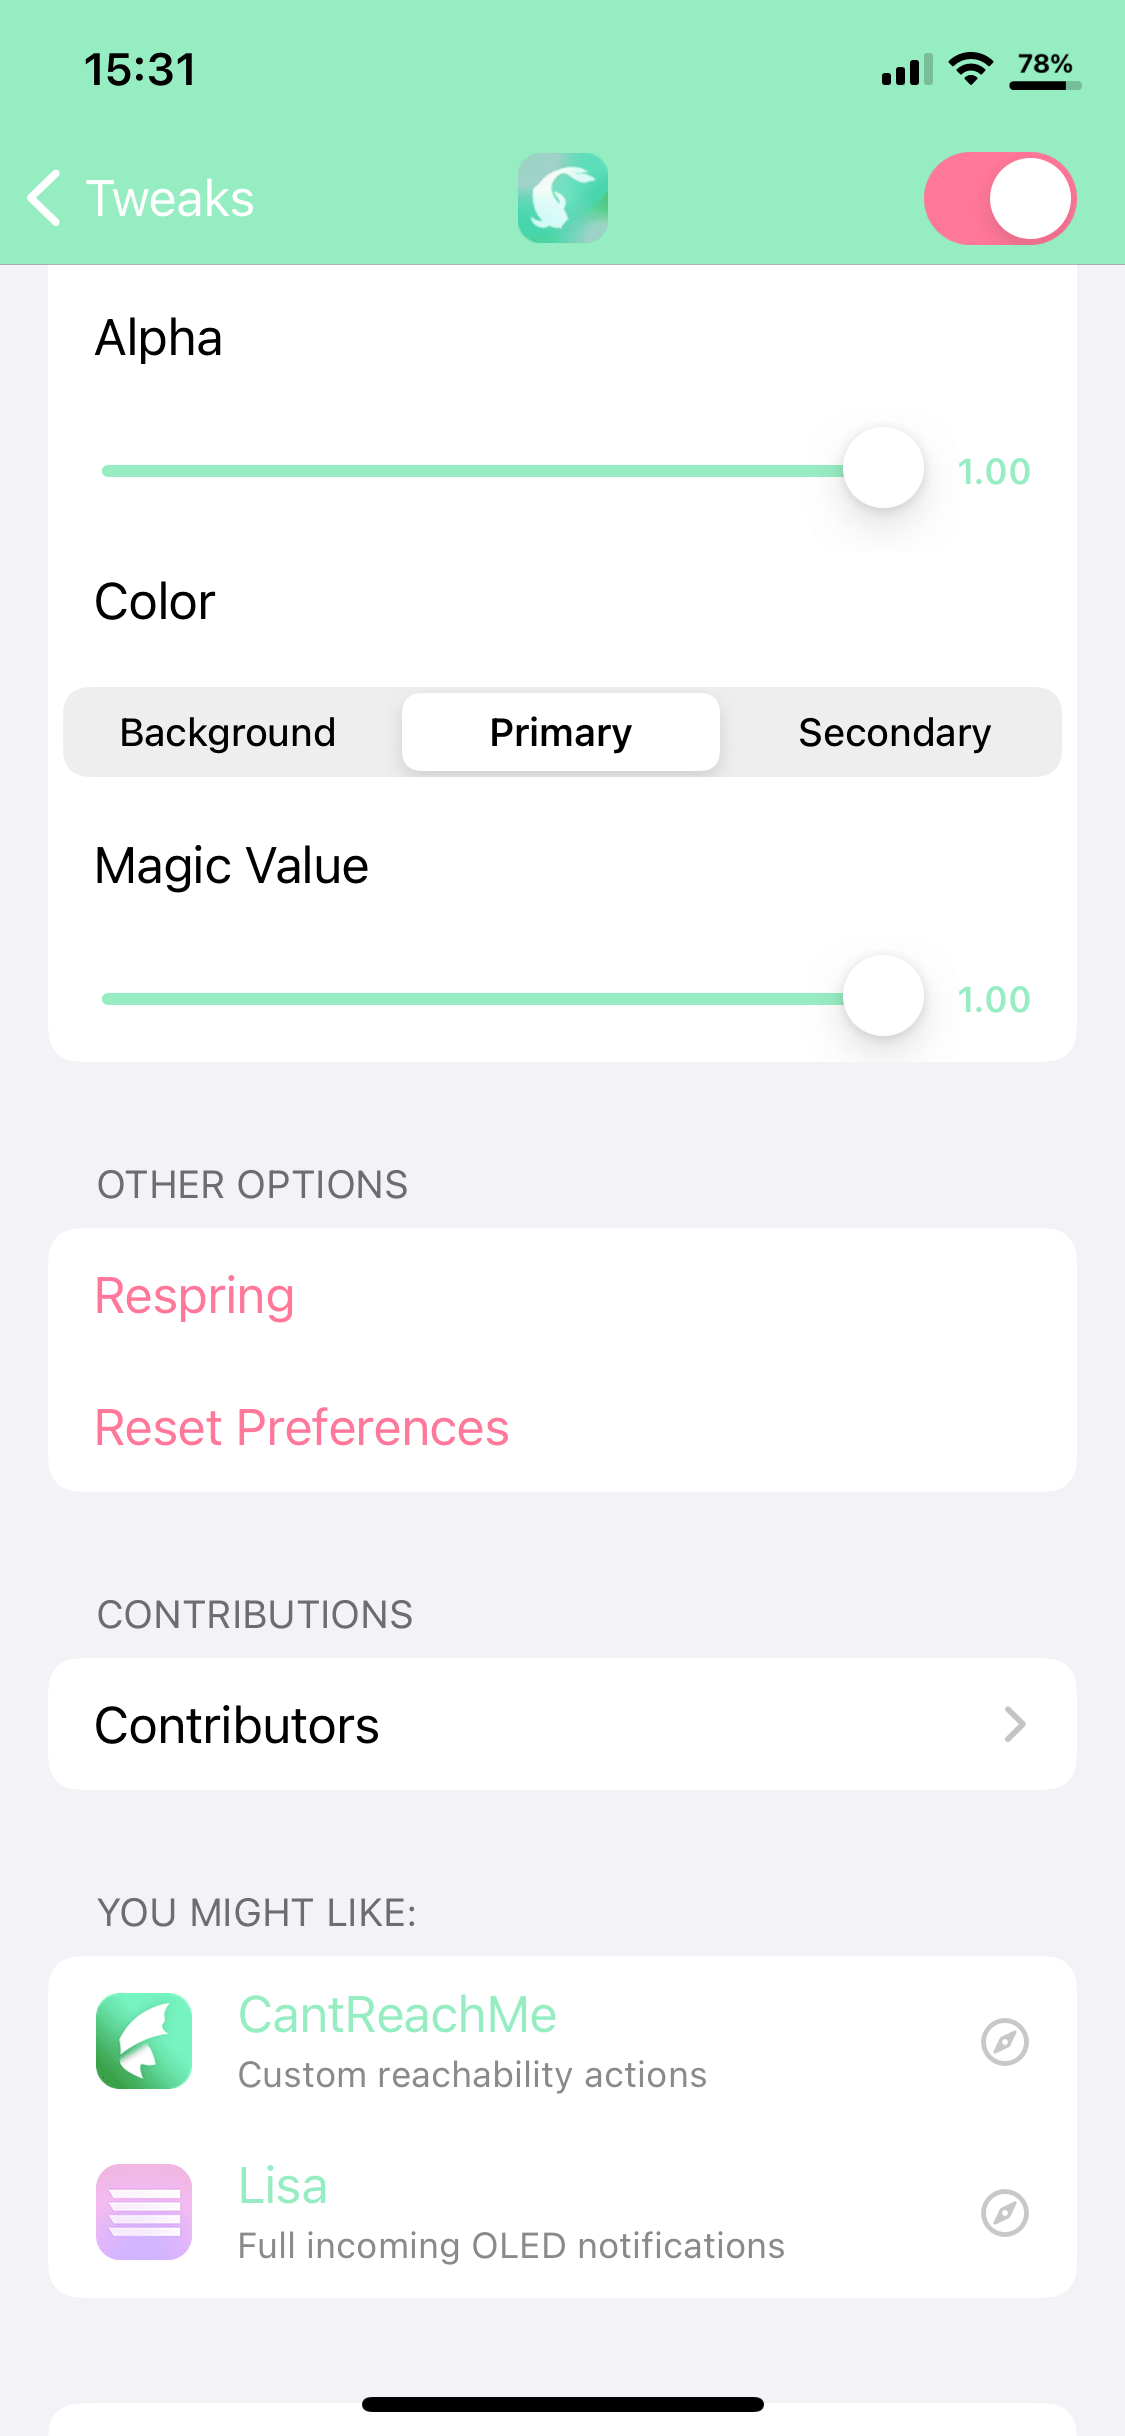 15:31
78%
Tweaks
Alpha
1.00
Color
Background Primary Secondary
Magic Value
1.00
OTHER OPTIONS
Respring
Reset Preferences
CONTRIBUTIONS
Contributors
YOU MIGHT LIKE:
CantReachMe
Custom reachability actions
Lisa
Full incoming OLED notifications